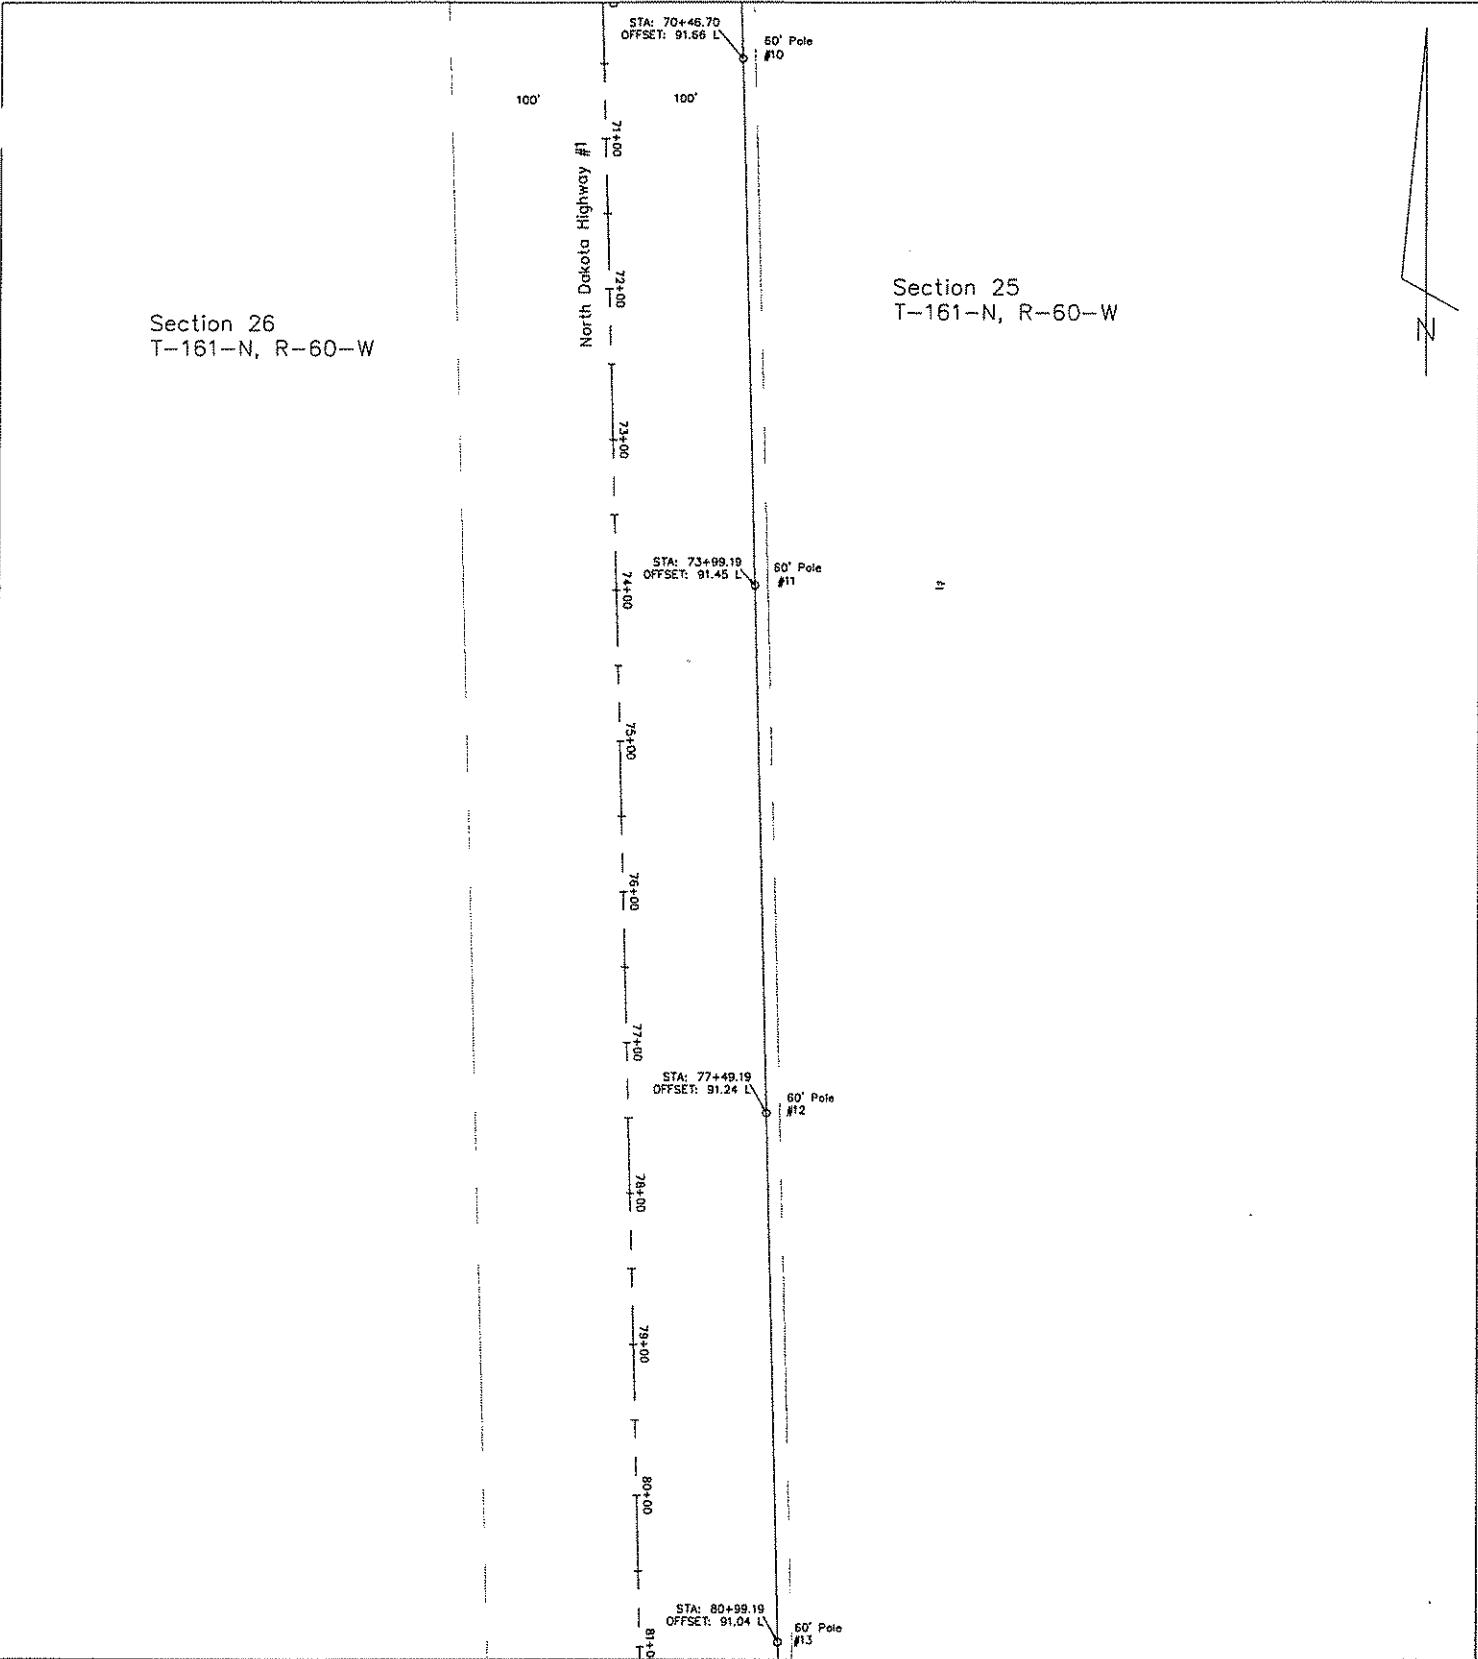 STA: 70+46.70
OFFSET: 91.66 L
60' Pole
#10
100'
100'
71+00
North Dakota Highway #1
72+00
Section 25
T-161-N, R-60-W
N
Section 26
T-161-N, R-60-W
73+00
STA: 73+99.19
OFFSET: 91.45 L
60' Pole
#11
74+00
75+00
76+00
77+00
STA: 77+49.19
OFFSET: 91.24 L
60' Pole
#12
78+00
79+00
80+00
STA: 80+99.19
OFFSET: 91.04 L
60' Pole
#13
81+0